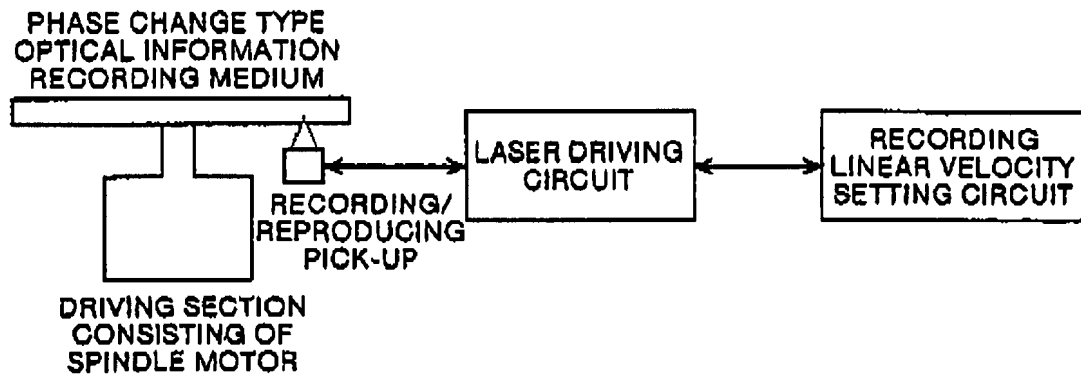 PHASE CHANGE TYPE
OPTICAL INFORMATION
RECORDING MEDIUM
LASER DRIVING
CIRCUIT
RECORDING
LINEAR VELOCITY
SETTING CIRCUIT
RECORDING/
REPRODUCING
PICK-UP
DRIVING SECTION
CONSISTING OF
SPINDLE MOTOR